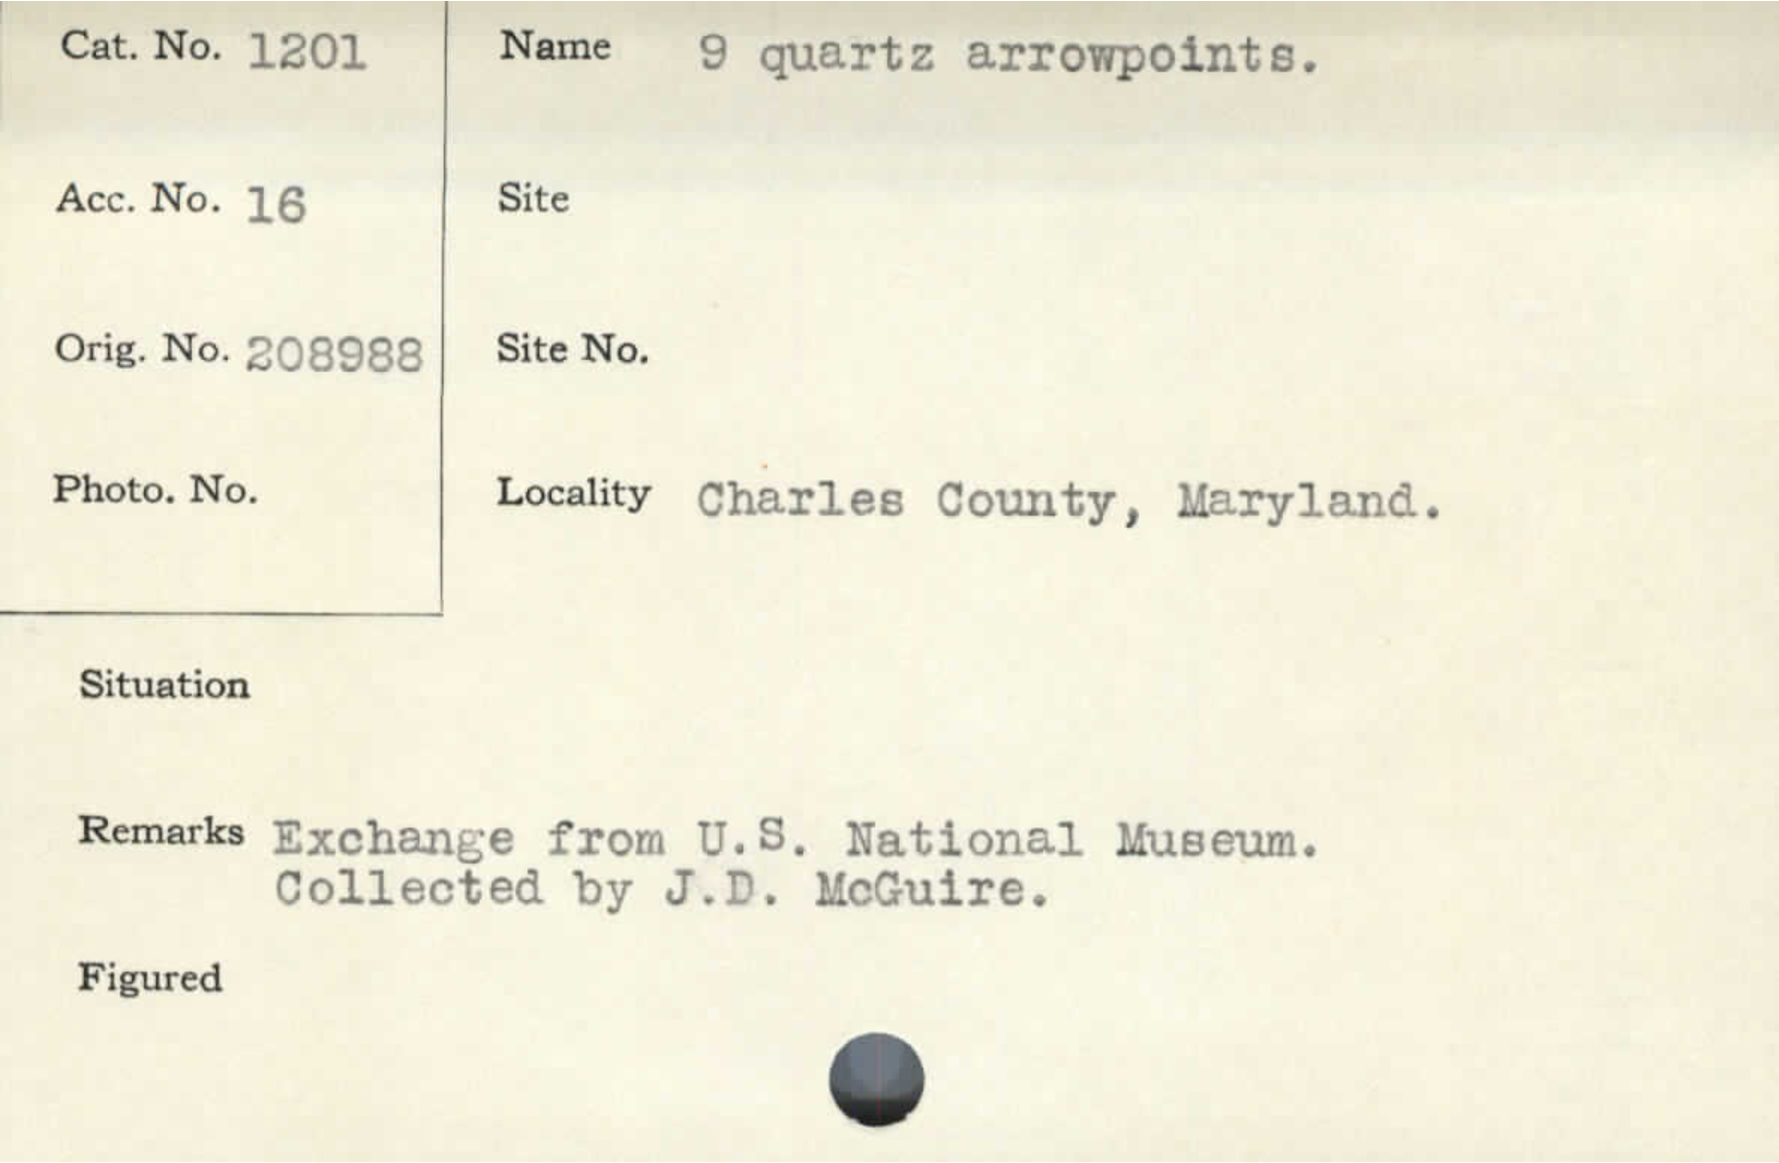 Cat. No. 1201
Name 9 quartz arrowpoints.
Acc. No. 16
Site
Orig. No. 208988
Site No.
Photo. No.
Locality Charles County, Maryland.
Situation
Remarks Exchange from U.S. National Museum.
Collected by J.D. McGuire.
Figured